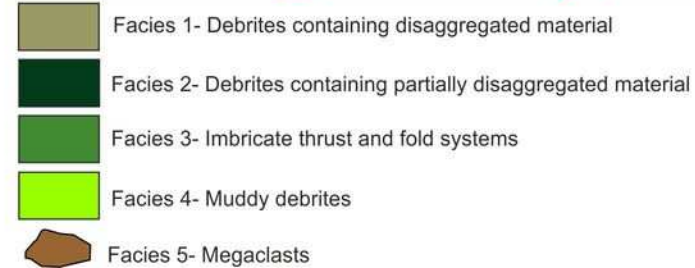 Facies 1- Debrites containing disaggregated material
Facies 2- Debrites containing partially disaggregated material
Facies 3- Imbricate thrust and fold systems
Facies 4- Muddy debrites
Facies 5- Megaclasts